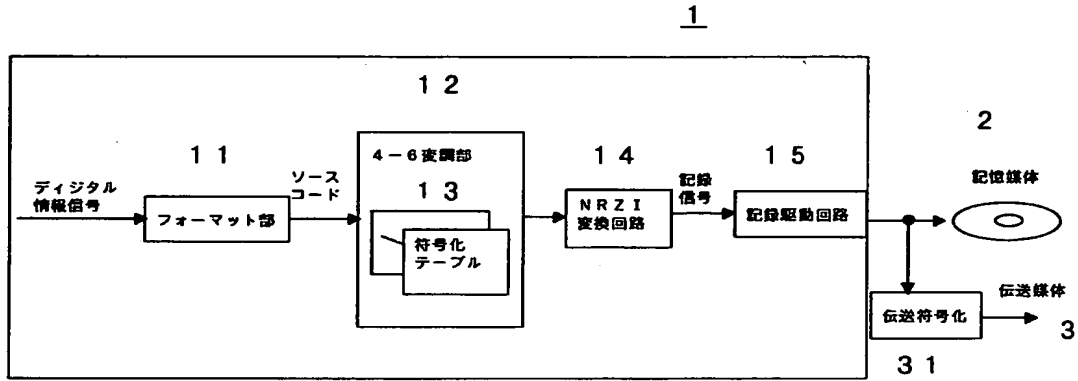 1
12
2
11
4-6変調部
14
15
記憶媒体
ディジタル
情報信号
ソース
コード
13
NRZI
変換回路
記録
信号
フォーマット部
記録駆動回路
符号化
テーブル
伝送媒体
伝送符号化
3
31